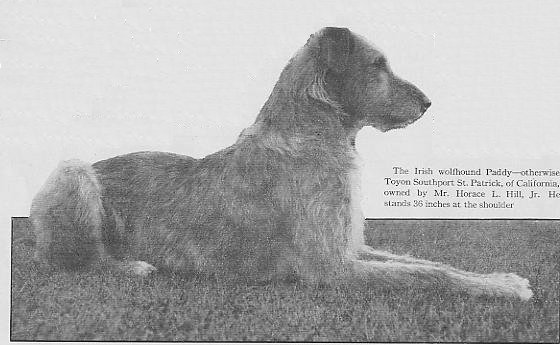 The Irish wolfhound Paddy—otherwise
Toyon Southport St. Patrick, of California,
owned by Mr. Horace L. Hill, Jr. He
stands 36 inches at the shoulder